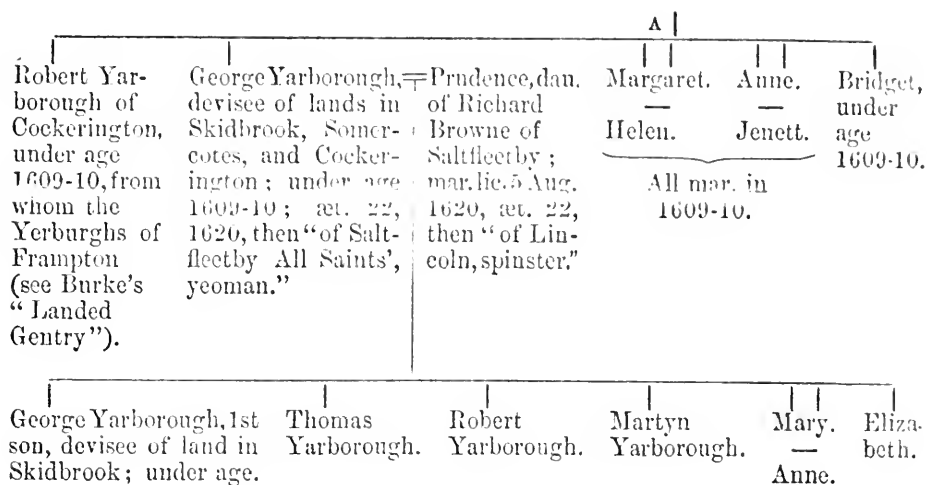 A
Robert Yar-
borough of
Cockerington,
under age
1609-10, from
whom the
Yerburghs of
Frampton
(see Burke's
“Landed
Gentry”).
George Yarborough,
devisee of lands in
Skidbrook, Somer-
cotes, and Cocker-
ington; under age
1609-10; æt. 22,
1620, then “of Salt-
fleetby All Saints’,
yeoman.”
Prudence, dau.
of Richard
Browne of
Saltfleetby;
mar. lic. 5 Aug.
1620, æt. 22,
then “of Lin-
coln, spinster.”
Margaret.
—
Helen.
Anne.
—
Jenett.
All mar. in
1609-10.
Bridget,
under
age
1609-10.
George Yarborough, 1st
son, devisee of land in
Skidbrook; under age.
Thomas
Yarborough.
Robert
Yarborough.
Martyn
Yarborough.
Mary.
—
Anne.
Eliza-
beth.